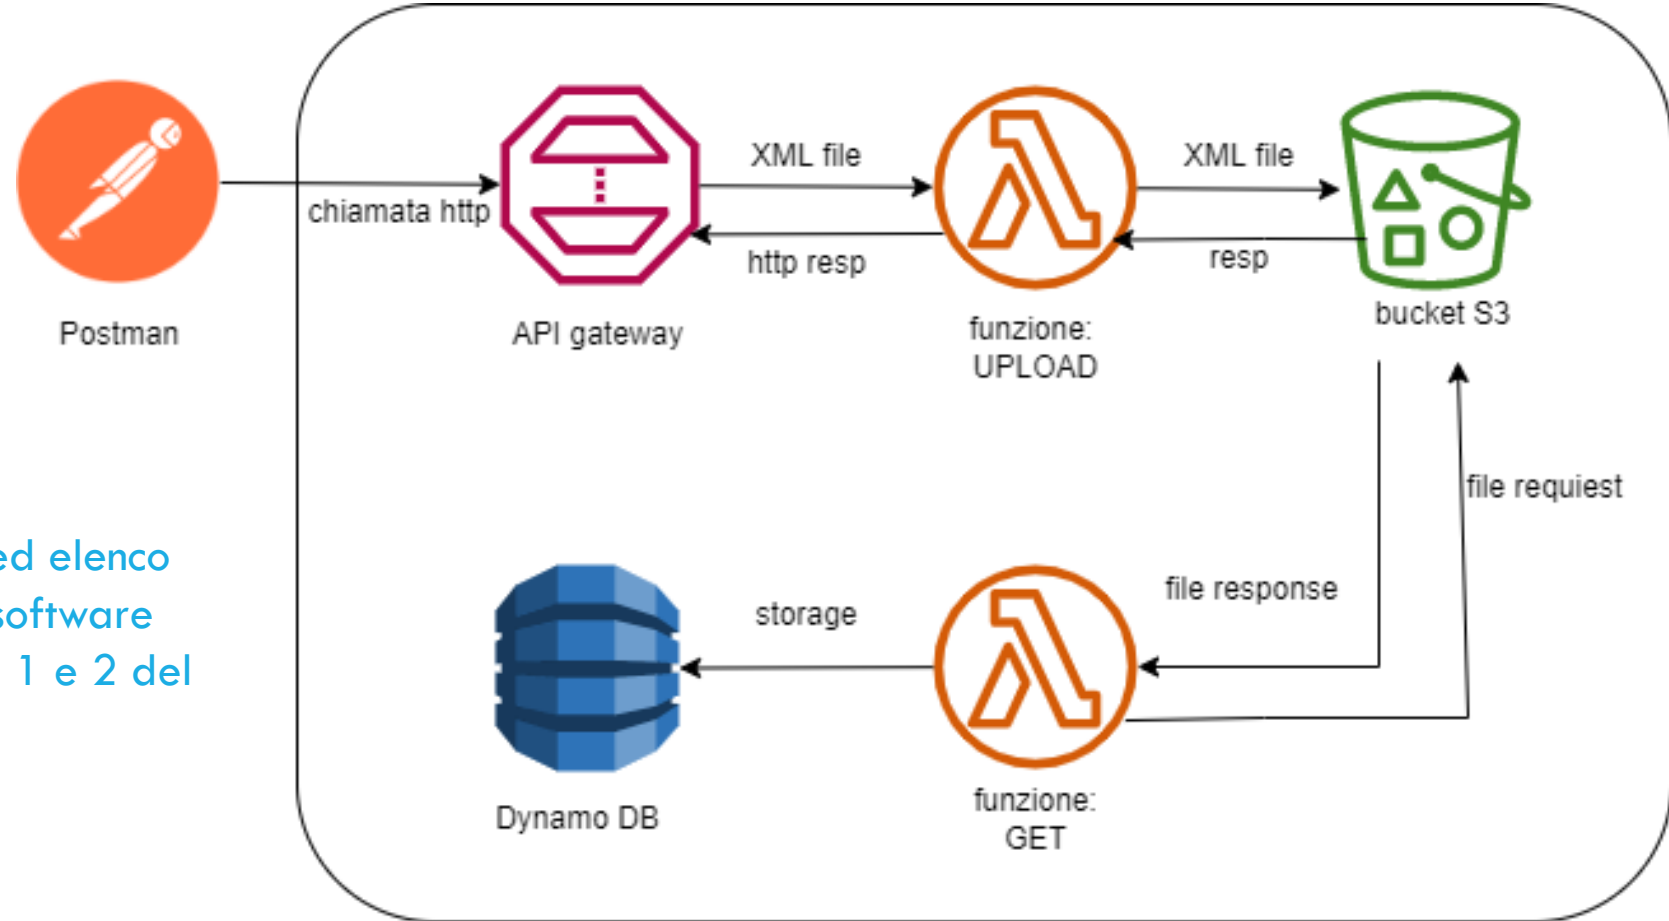 XML file
XML file
chiamata http
http resp
resp
Postman
API gateway
funzione:
UPLOAD
bucket S3
file requiest
ed elenco
software
1 e 2 del
storage
file response
Dynamo DB
funzione:
GET